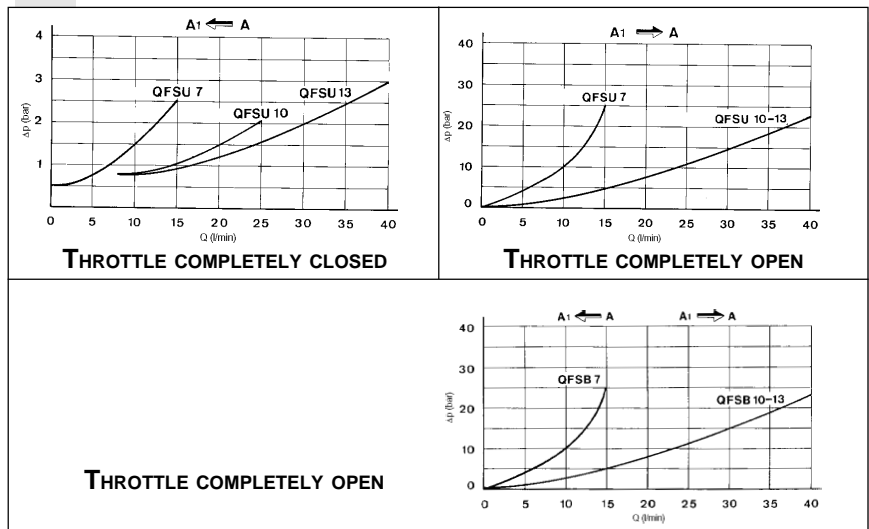 A1 ⟸ A
4
3
2
1
Δp (bar)
QFSU 7
QFSU 10
QFSU 13
0 5 10 15 20 25 30 35 40
Q (l/min)
THROTTLE COMPLETELY CLOSED
A1 ⟹ A
40
30
20
10
0
Δp (bar)
QFSU 7
QFSU 10-13
0 5 10 15 20 25 30 35 40
Q (l/min)
THROTTLE COMPLETELY OPEN
THROTTLE COMPLETELY OPEN
A1 ⟸ A A1 ⟹ A
40
30
20
10
0
Δp (bar)
QFSB 7
QFSB 10-13
0 5 10 15 20 25 30 35 40
Q (l/min)